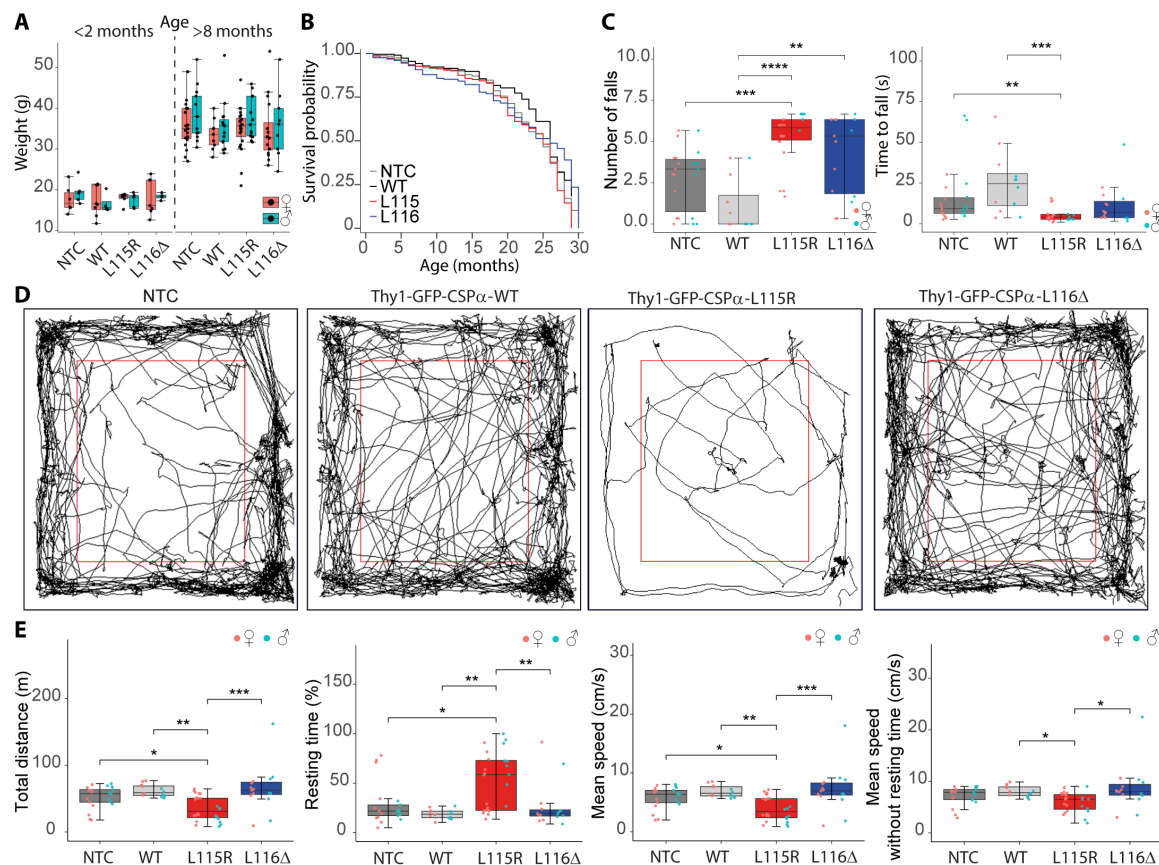 A
<2 months
Age
>8 months
Weight (g)
50
40
30
20
10
NTC
WT
L115R
L116Δ
NTC
WT
L115R
L116Δ
♀
♂
B
Survival probability
1.00
0.75
0.50
0.25
0.00
NTC
WT
L115
L116
0
5
10
15
20
25
30
Age (months)
C
Number of falls
10.0
7.5
5.0
2.5
0.0
**
****
***
NTC
WT
L115R
L116Δ
♀
♂
Time to fall (s)
100
75
50
25
0
***
**
NTC
WT
L115R
L116Δ
♀
♂
D
NTC
Thy1-GFP-CSPα-WT
Thy1-GFP-CSPα-L115R
Thy1-GFP-CSPα-L116Δ
E
♀ ♂
Total distance (m)
200
100
0
***
**
*
NTC
WT
L115R
L116Δ
♀ ♂
Resting time (%)
150
100
50
0
**
**
*
NTC
WT
L115R
L116Δ
♀ ♂
Mean speed (cm/s)
30
20
10
0
***
**
*
NTC
WT
L115R
L116Δ
♀ ♂
Mean speed
without resting time (cm/s)
30
20
10
0
*
*
NTC
WT
L115R
L116Δ